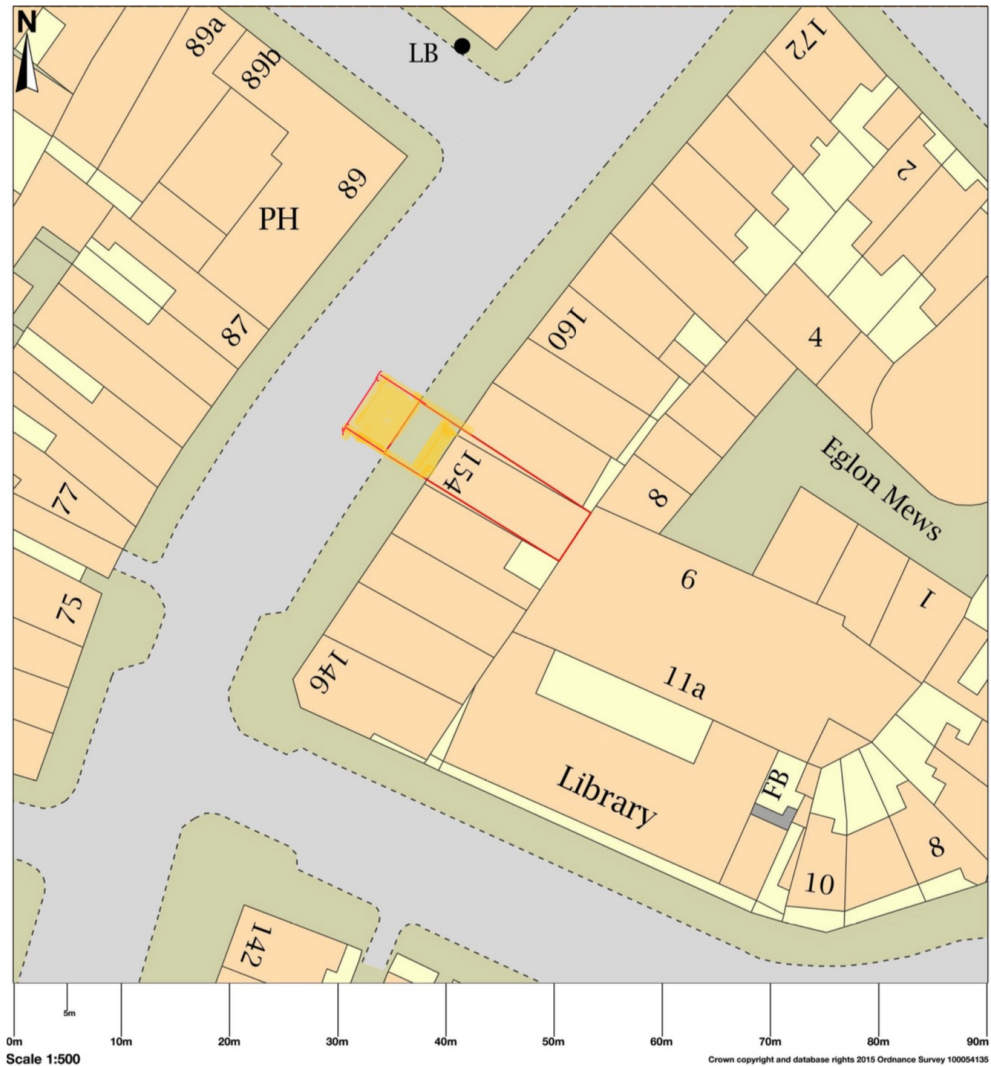 N
89a
89b
LB
172
2
89
PH
87
160
4
154
8
Eglon Mews
77
6
1
75
146
11a
Library
FB
8
10
142
5m
0m 10m 20m 30m 40m 50m 60m 70m 80m 90m
Scale 1:500
Crown copyright and database rights 2015 Ordnance Survey 100054135